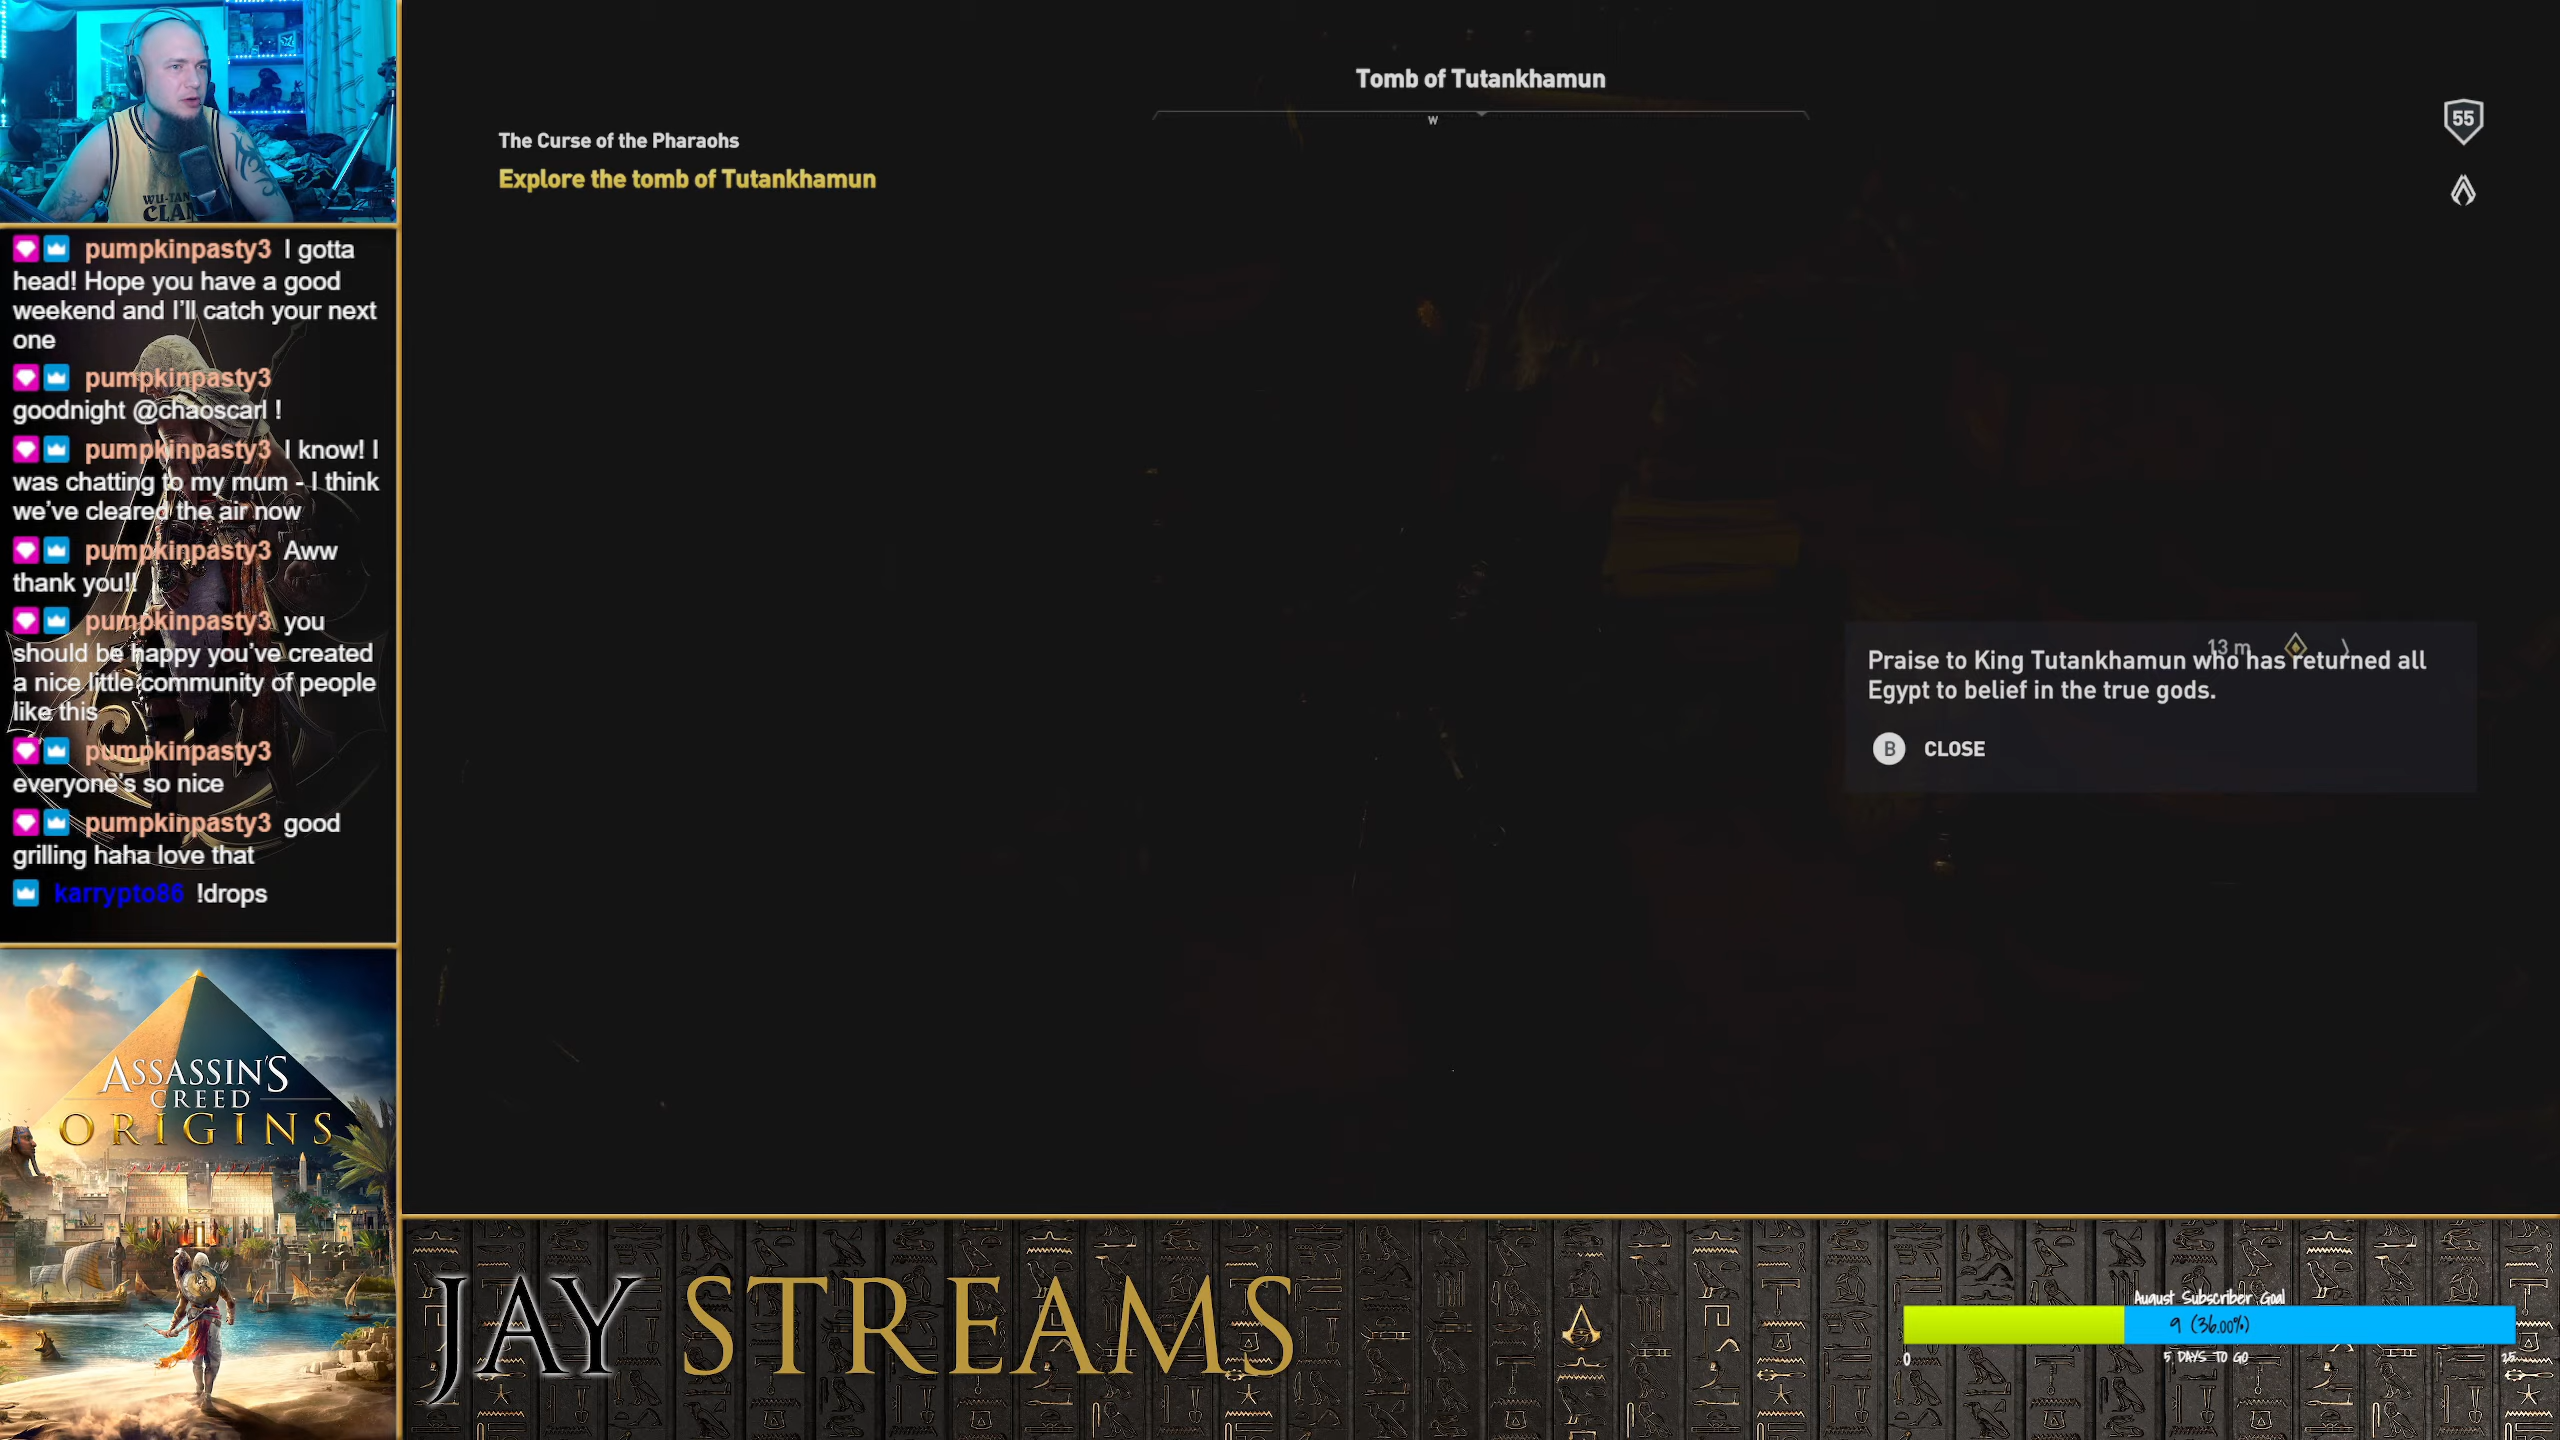 WU-TANG
CLAN
pumpkinpasty3 I gotta
head! Hope you have a good
weekend and I'll catch your next
one
pumpkinpasty3
goodnight @chaoscarl !
pumpkinpasty3 I know! I
was chatting to my mum - I think
we've cleared the air now
pumpkinpasty3 Aww
thank you!!
pumpkinpasty3 you
should be happy you've created
a nice little community of people
like this
pumpkinpasty3
everyone's so nice
pumpkinpasty3 good
grilling haha love that
karrypto86 !drops
ASSASSIN'S
CREED
ORIGINS
Tomb of Tutankhamun
W
The Curse of the Pharaohs
Explore the tomb of Tutankhamun
55
13 m
Praise to King Tutankhamun who has returned all
Egypt to belief in the true gods.
B CLOSE
JAY STREAMS
August Subscriber Goal
9 (36.00%)
0 5 DAYS TO GO 25